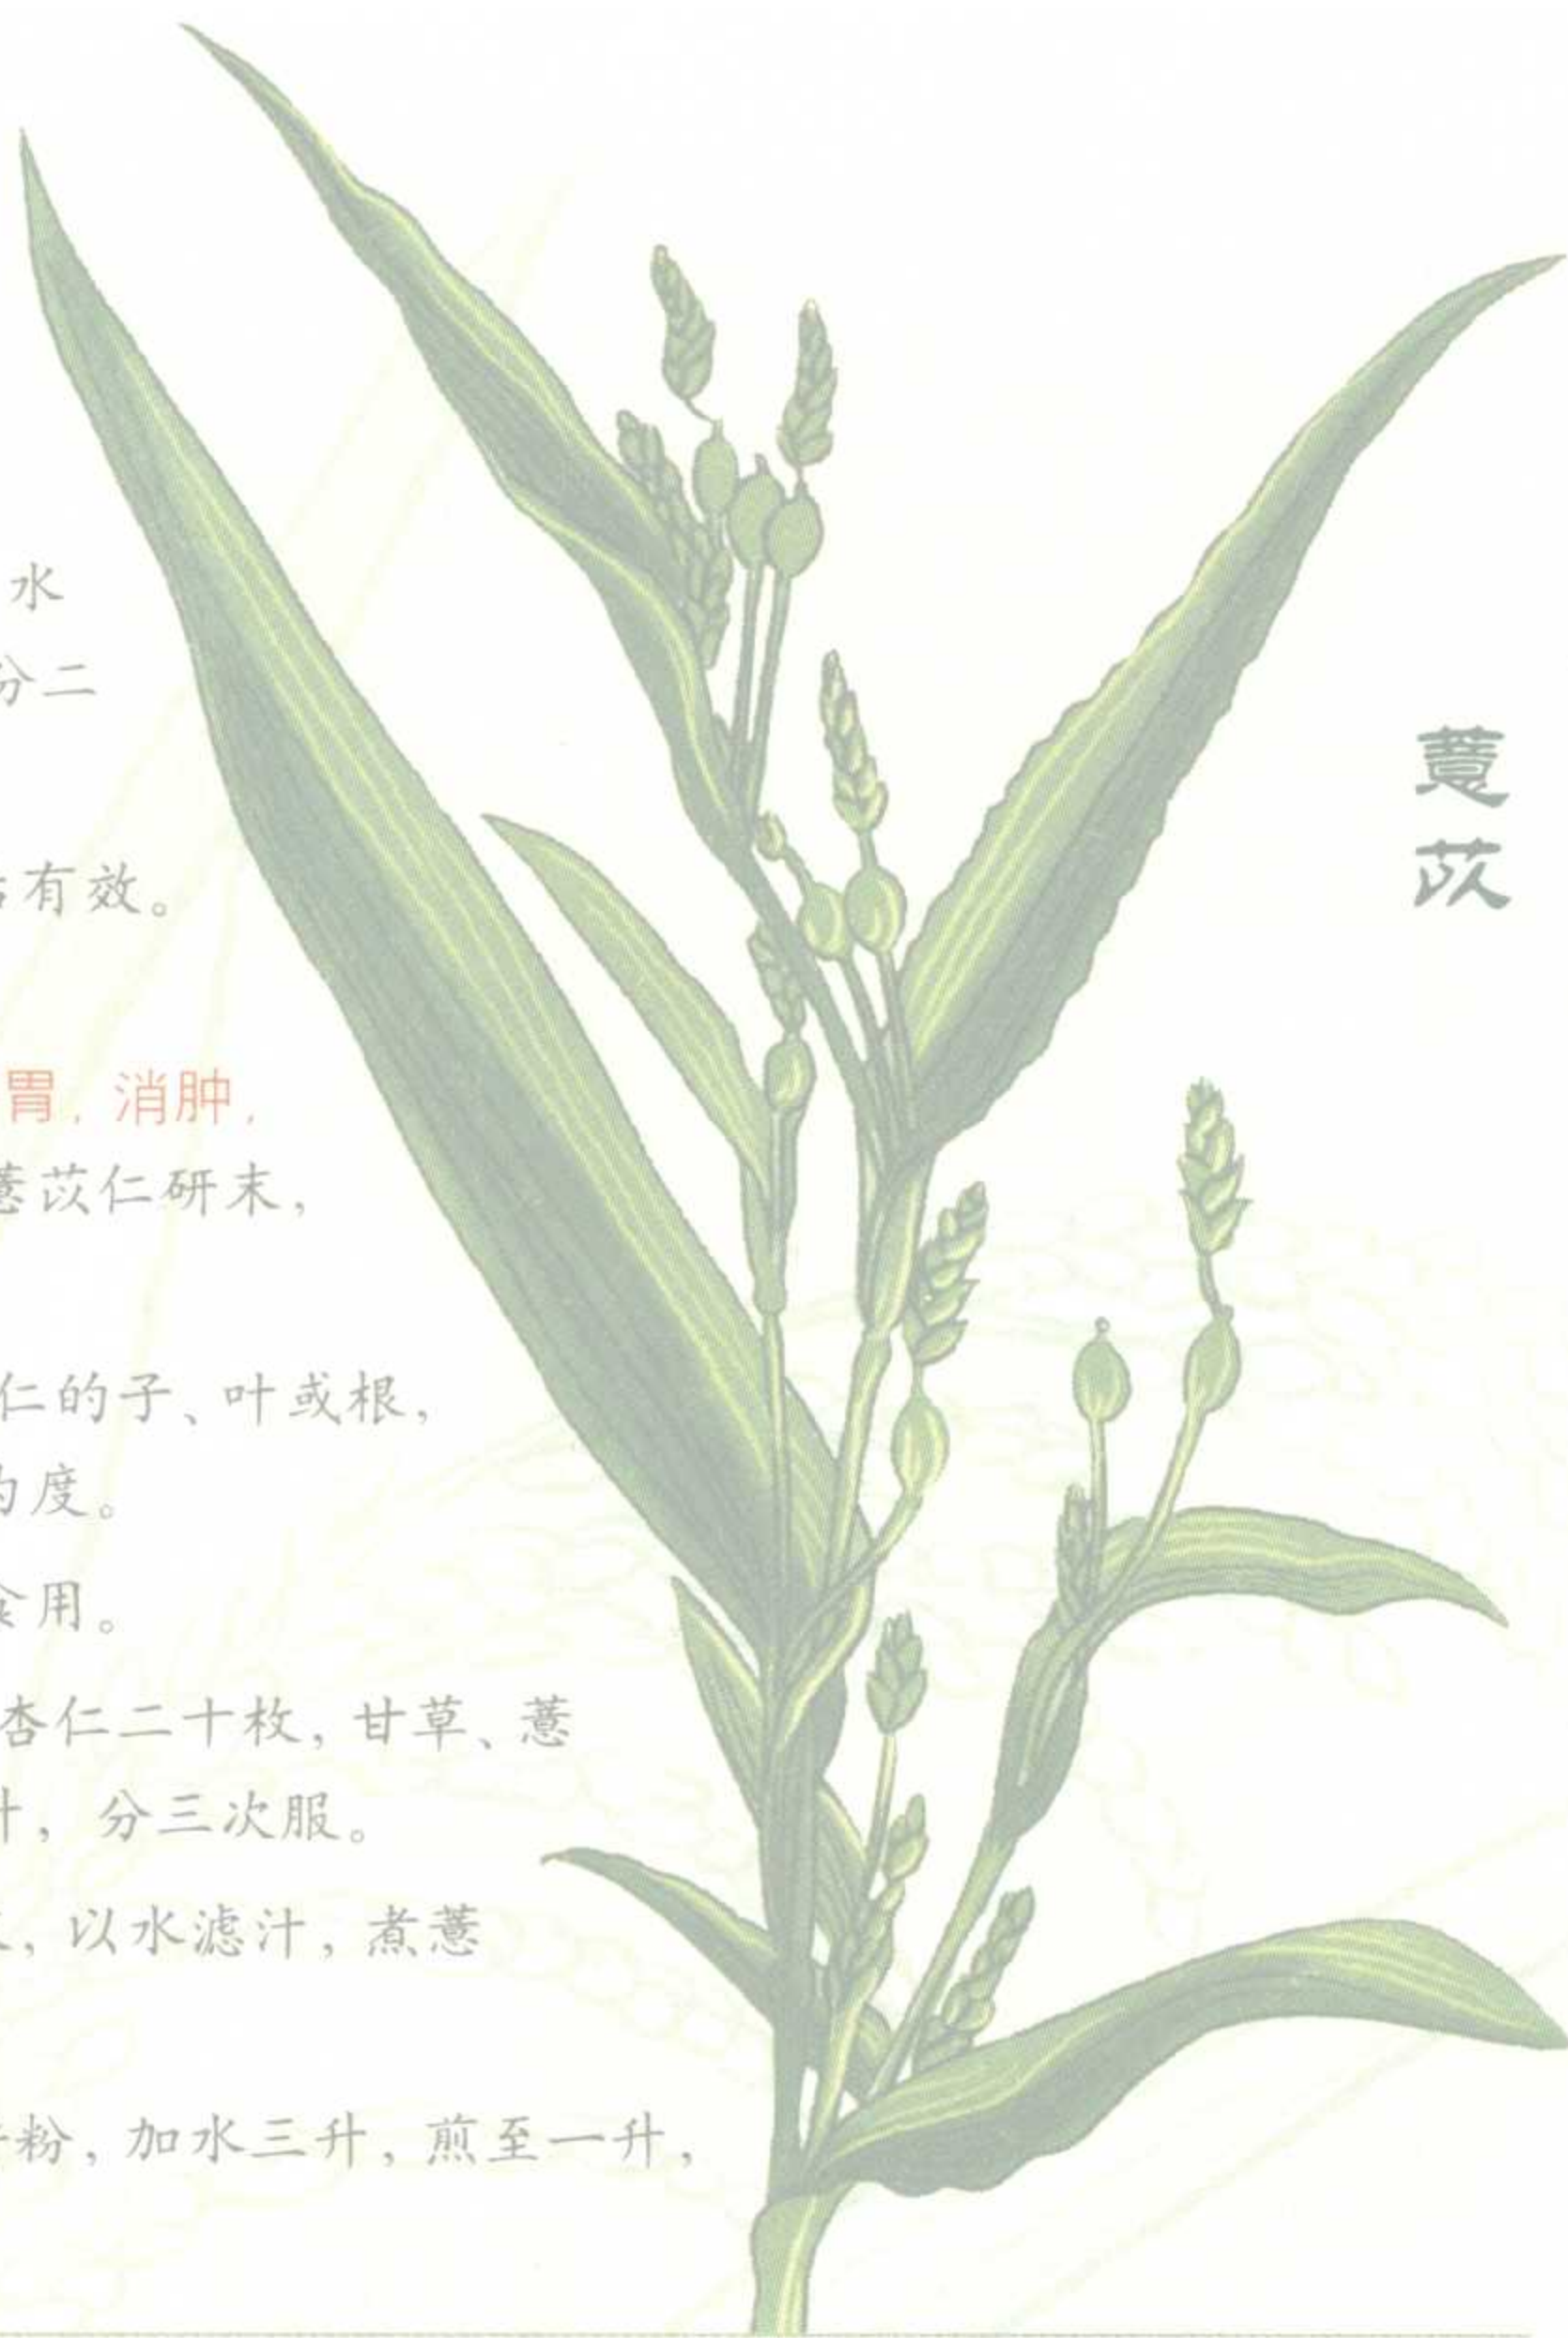 水
分二
有效。
胃，消肿，
薏苡仁研末，
仁的子、叶或根，
为度。
食用。
杏仁二十枚，甘草、薏
汁，分三次服。
，以水滤汁，煮薏
粉，加水三升，煎至一升，
薏苡